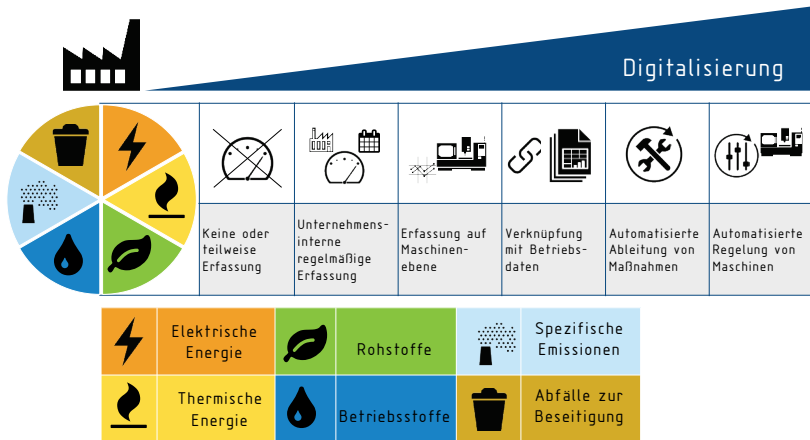 Digitalisierung
Keine oder
teilweise
Erfassung
Unternehmens-
interne
regelmäßige
Erfassung
Erfassung auf
Maschinen-
ebene
Verknüpfung
mit Betriebs-
daten
Automatisierte
Ableitung von
Maßnahmen
Automatisierte
Regelung von
Maschinen
Elektrische
Energie
Rohstoffe
Spezifische
Emissionen
Thermische
Energie
Betriebsstoffe
Abfälle zur
Beseitigung